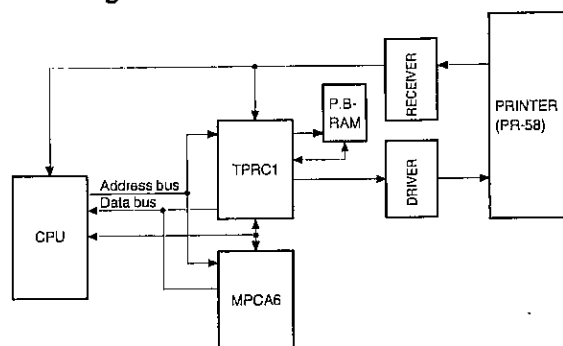 RECEIVER
PRINTER
(PR-58)
P.B-
RAM
TPRC1
DRIVER
Address bus
Data bus
CPU
MPCA6